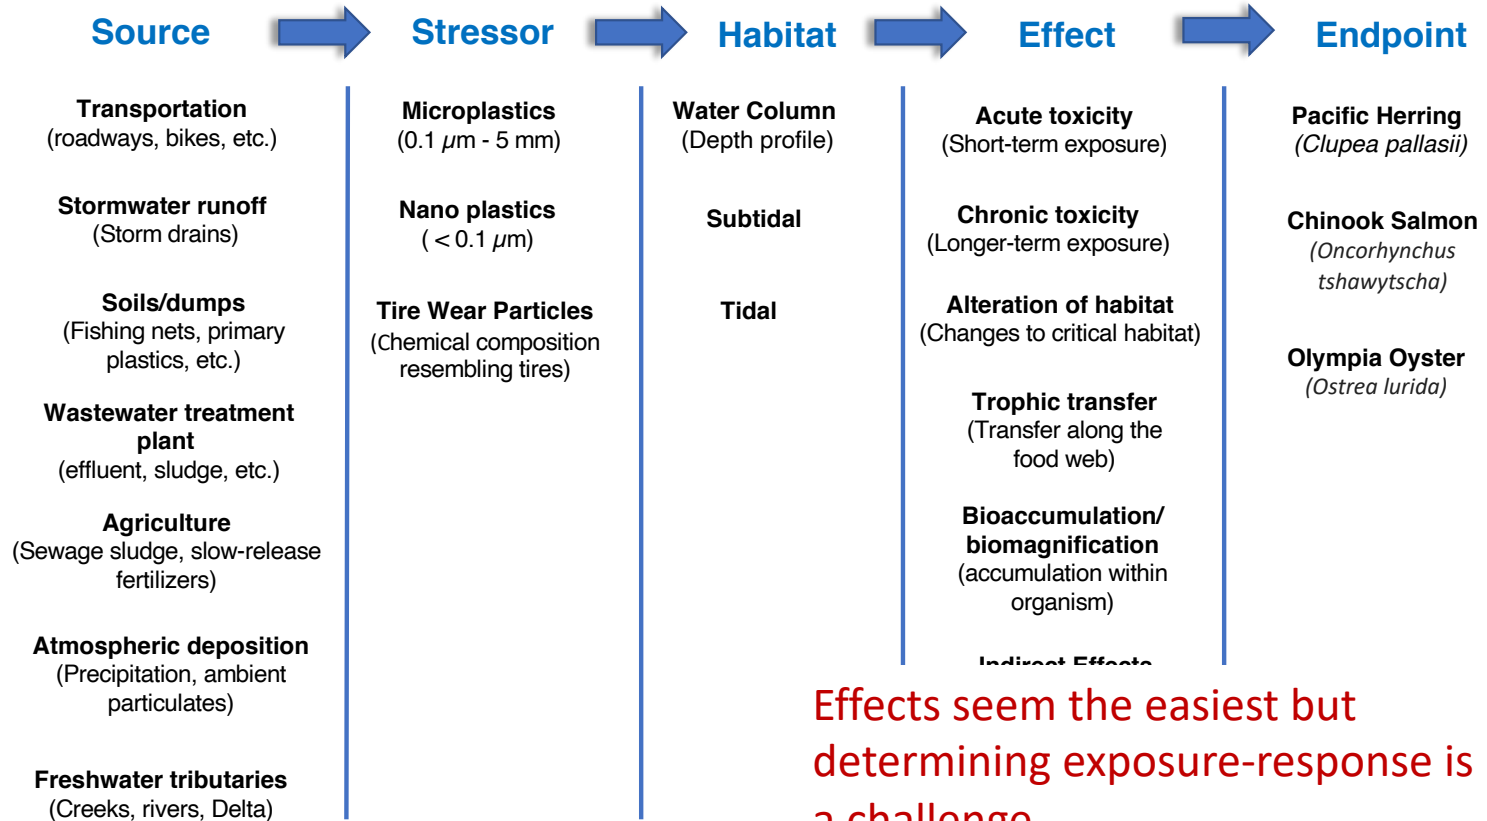 Source
Stressor
Habitat
Effect
Endpoint
Transportation
(roadways, bikes, etc.)
Stormwater runoff
(Storm drains)
Soils/dumps
(Fishing nets, primary
plastics, etc.)
Wastewater treatment
plant
(effluent, sludge, etc.)
Agriculture
(Sewage sludge, slow-release
fertilizers)
Atmospheric deposition
(Precipitation, ambient
particulates)
Freshwater tributaries
(Creeks, rivers, Delta)
Microplastics
(0.1 µm - 5 mm)
Nano plastics
( < 0.1 µm)
Tire Wear Particles
(Chemical composition
resembling tires)
Water Column
(Depth profile)
Subtidal
Tidal
Acute toxicity
(Short-term exposure)
Chronic toxicity
(Longer-term exposure)
Alteration of habitat
(Changes to critical habitat)
Trophic transfer
(Transfer along the
food web)
Bioaccumulation/
biomagnification
(accumulation within
organism)
Indirect Effects
Pacific Herring
(Clupea pallasii)
Chinook Salmon
(Oncorhynchus
tshawytscha)
Olympia Oyster
(Ostrea lurida)
Effects seem the easiest but
determining exposure-response is
a challenge